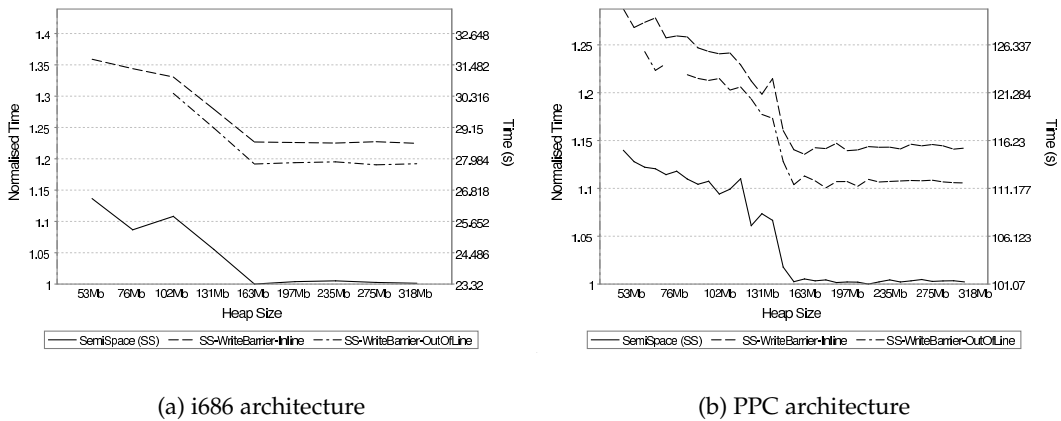 1.4
1.35
1.3
1.25
1.2
1.15
1.1
1.05
1
Normalised Time
32.648
31.482
30.316
29.15
27.984
26.818
25.652
24.486
23.32
Time (s)
53Mb 76Mb 102Mb 131Mb 163Mb 197Mb 235Mb 275Mb 318Mb
Heap Size
SemiSpace (SS) SS-WriteBarrier-Inline SS-WriteBarrier-OutOfLine
(a) i686 architecture
1.25
1.2
1.15
1.1
1.05
1
Normalised Time
126.337
121.284
116.23
111.177
106.123
101.07
Time (s)
53Mb 76Mb 102Mb 131Mb 163Mb 197Mb 235Mb 275Mb 318Mb
Heap Size
SemiSpace (SS) SS-WriteBarrier-Inline SS-WriteBarrier-OutOfLine
(b) PPC architecture